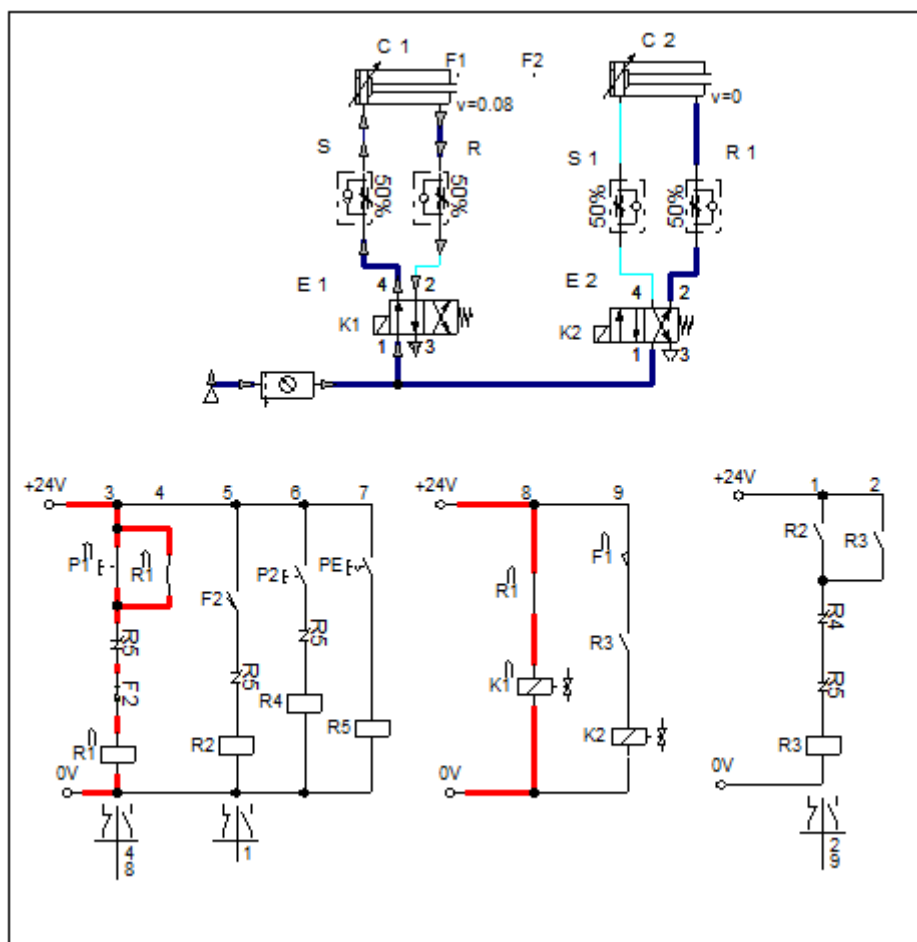 C 1
F1 F2
C 2
v=0.08
v=0
S R
S 1 R 1
50% 50%
50% 50%
E 1 4 2
E 2 4 2
K1
K2
1 3
1 3
+24V 3 4 5 6 7
+24V 8 9
+24V 1 2
P1 R1 P2 PE
R1 F1
R2 R3
F2
R5 R5
R3
R4
F2 R5
K1
R5
R4
R1 R2 R5
K2
R3
0V
0V
0V
4 1
8
2
9